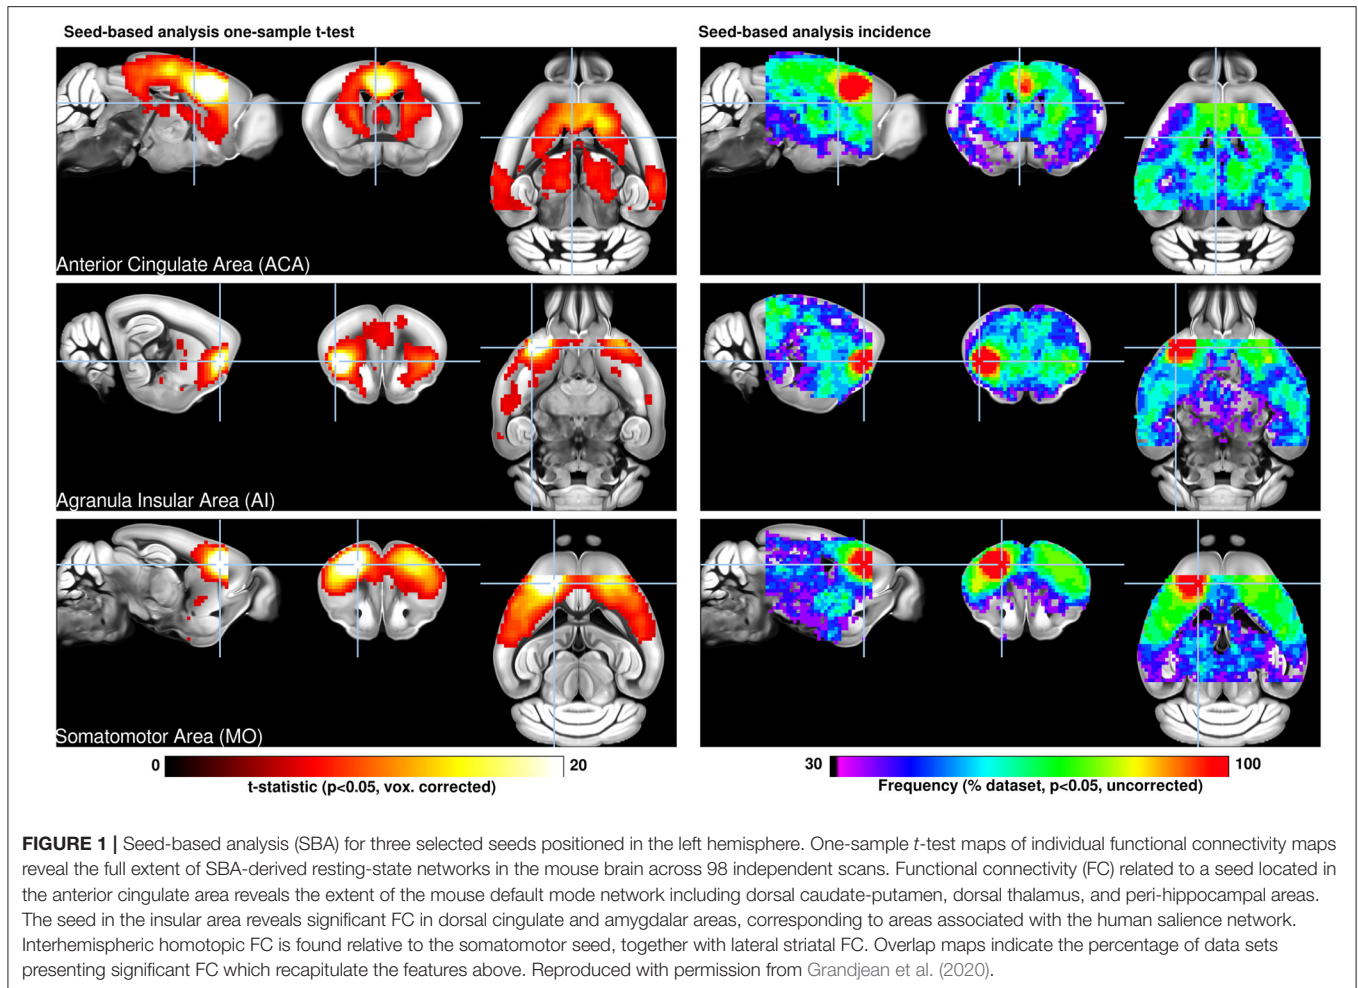 Seed-based analysis one-sample t-test
Seed-based analysis incidence
Anterior Cingulate Area (ACA)
Agranula Insular Area (AI)
Somatomotor Area (MO)
0
20
t-statistic (p<0.05, vox. corrected)
30
100
Frequency (% dataset, p<0.05, uncorrected)
FIGURE 1 | Seed-based analysis (SBA) for three selected seeds positioned in the left hemisphere. One-sample t-test maps of individual functional connectivity maps
reveal the full extent of SBA-derived resting-state networks in the mouse brain across 98 independent scans. Functional connectivity (FC) related to a seed located in
the anterior cingulate area reveals the extent of the mouse default mode network including dorsal caudate-putamen, dorsal thalamus, and peri-hippocampal areas.
The seed in the insular area reveals significant FC in dorsal cingulate and amygdalar areas, corresponding to areas associated with the human salience network.
Interhemispheric homotopic FC is found relative to the somatomotor seed, together with lateral striatal FC. Overlap maps indicate the percentage of data sets
presenting significant FC which recapitulate the features above. Reproduced with permission from Grandjean et al. (2020).